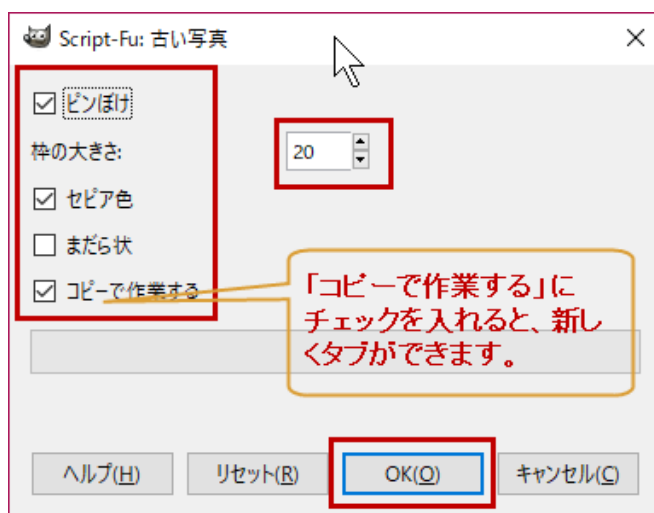 Script-Fu: 古い写真
ピンぼけ
枠の大きさ:
20
セピア色
まだら状
コピーで作業する
「コピーで作業する」に
チェックを入れると、新し
くタブができます。
ヘルプ(H)
リセット(R)
OK(O)
キャンセル(C)